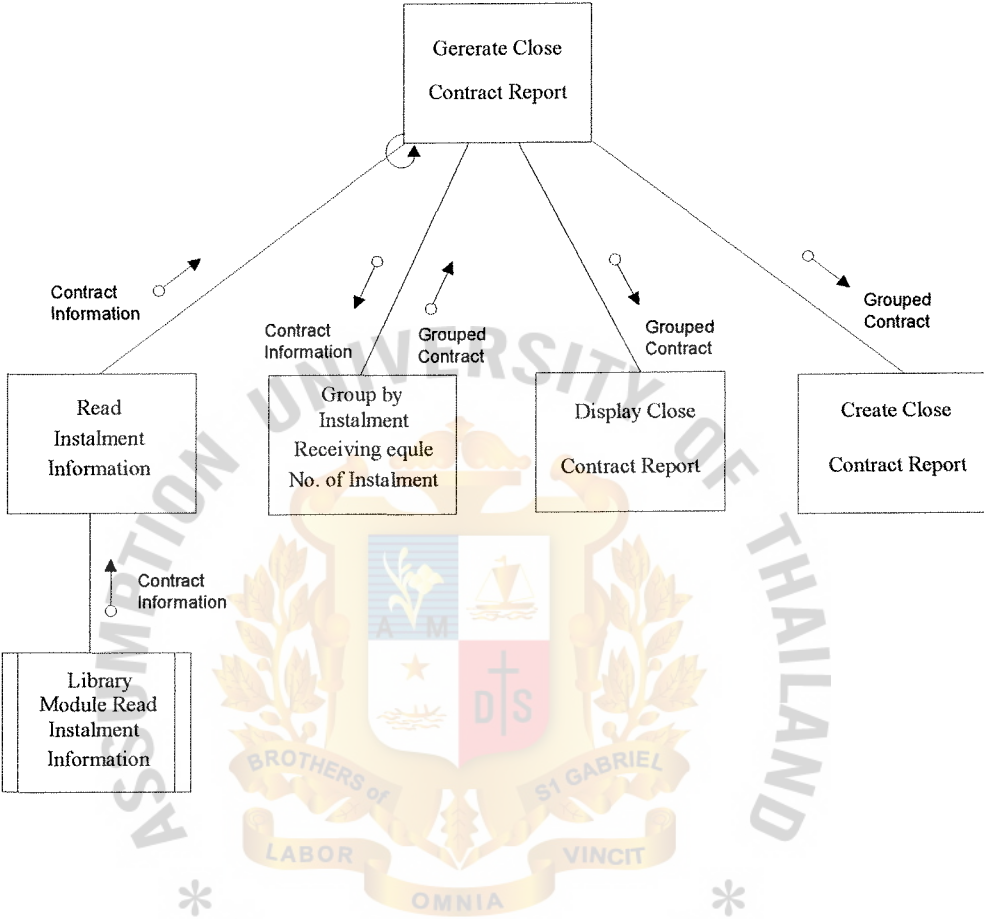 Gererate Close
Contract Report
Contract
Information
Contract
Information
Grouped
Contract
Grouped
Contract
Grouped
Contract
Read
Instalment
Information
Group by
Instalment
Receiving equle
No. of Instalment
Display Close
Contract Report
Create Close
Contract Report
Contract
Information
Library
Module Read
Instalment
Information
ASSUMPTION UNIVERSITY OF THAILAND
A M
D S
BROTHERS of
S1 GABRIEL
LABOR
VINCIT
OMNIA